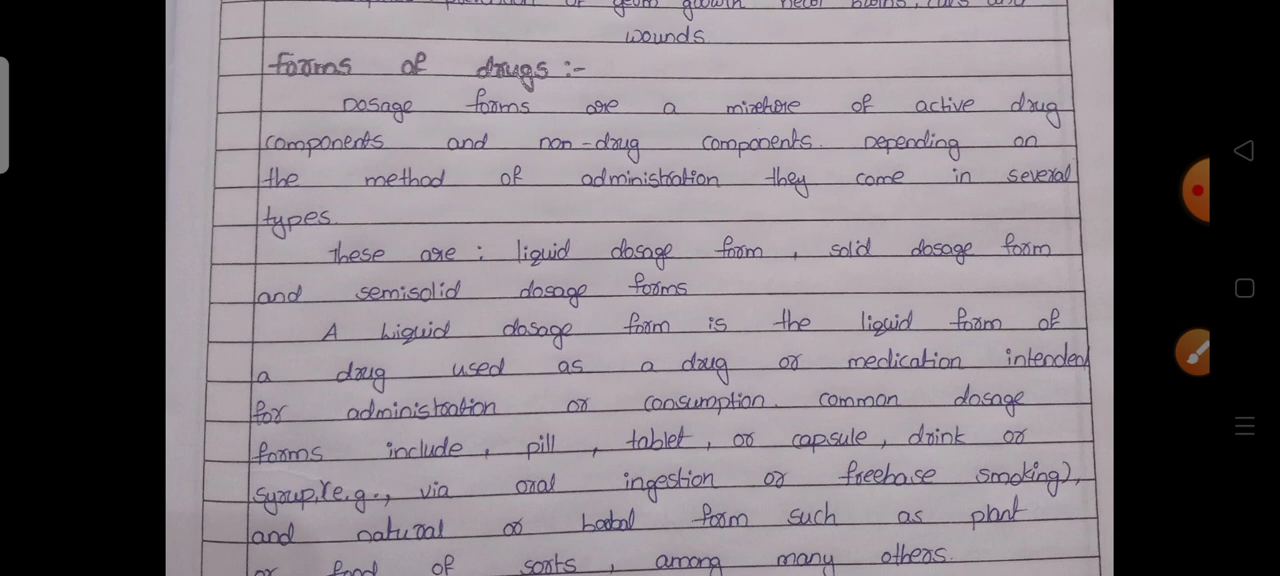 growth
wounds
forms of drugs :-
Dosage forms are a mixture of active drug
components and non-drug components. Depending on
the method of administration they come in several
types.
These are : liquid dosage form , solid dosage form
and semisolid dosage forms
A Liquid dosage form is the liquid form of
a drug used as a drug or medication intended
for administration or consumption. common dosage
forms include , pill , tablet , or capsule , drink or
syrup, (e.g., via oral ingestion or freebase smoking),
and natural or form such as plant
or food of sorts , among many others.